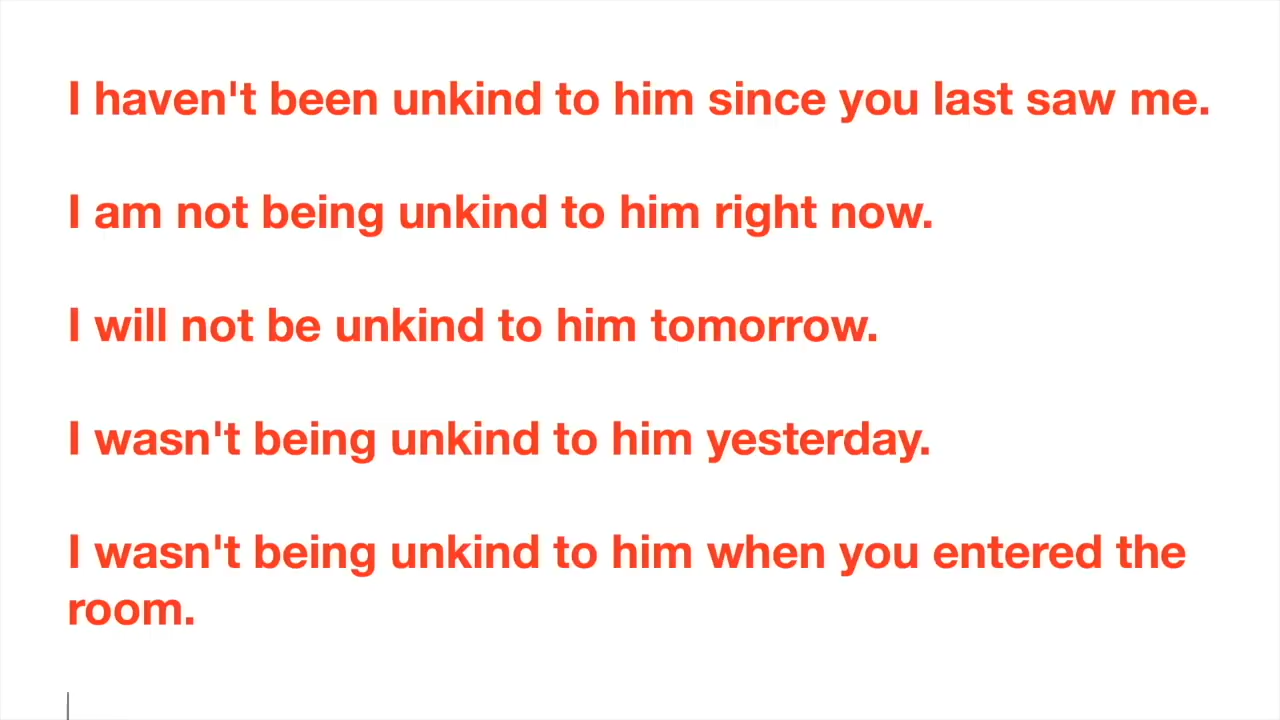 I haven't been unkind to him since you last saw me.
I am not being unkind to him right now.
I will not be unkind to him tomorrow.
I wasn't being unkind to him yesterday.
I wasn't being unkind to him when you entered the
room.